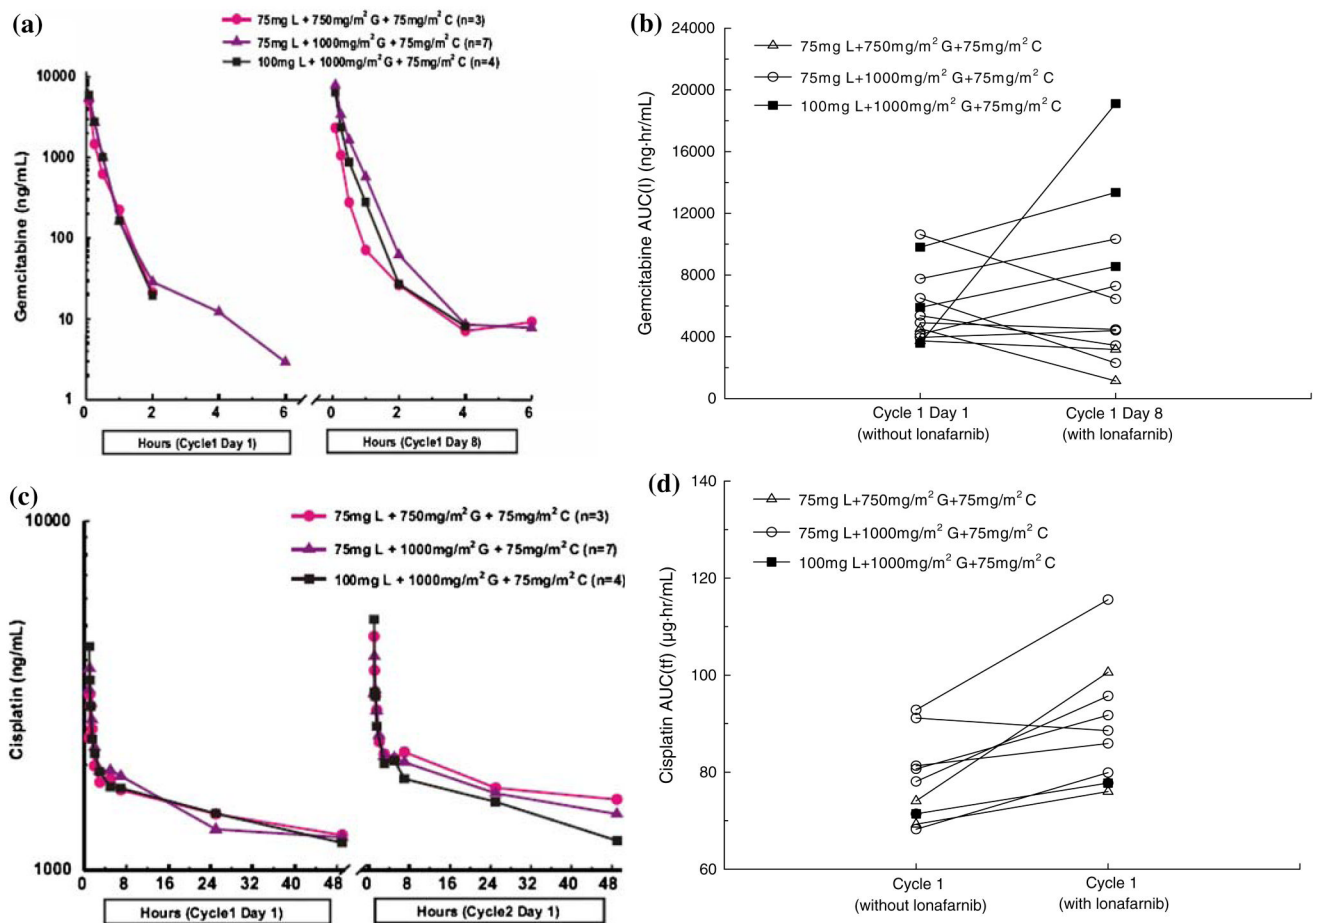 (a)
75mg L + 750mg/m² G + 75mg/m² C (n=3)
75mg L + 1000mg/m² G + 75mg/m² C (n=7)
100mg L + 1000mg/m² G + 75mg/m² C (n=4)
Gemcitabine (ng/mL)
10000
1000
100
10
1
0 2 4 6 0 2 4 6
Hours (Cycle1 Day 1)
Hours (Cycle1 Day 8)
(b)
75mg L+750mg/m² G+75mg/m² C
75mg L+1000mg/m² G+75mg/m² C
100mg L+1000mg/m² G+75mg/m² C
Gemcitabine AUC(I) (ng·hr/mL)
24000
20000
16000
12000
8000
4000
0
Cycle 1 Day 1
(without lonafarnib)
Cycle 1 Day 8
(with lonafarnib)
(c)
75mg L + 750mg/m² G + 75mg/m² C (n=3)
75mg L + 1000mg/m² G + 75mg/m² C (n=7)
100mg L + 1000mg/m² G + 75mg/m² C (n=4)
Cisplatin (ng/mL)
10000
1000
0 8 16 24 32 40 48 0 8 16 24 32 40 48
Hours (Cycle1 Day 1)
Hours (Cycle2 Day 1)
(d)
75mg L+750mg/m² G+75mg/m² C
75mg L+1000mg/m² G+75mg/m² C
100mg L+1000mg/m² G+75mg/m² C
Cisplatin AUC(tf) (µg·hr/mL)
140
120
100
80
60
Cycle 1
(without lonafarnib)
Cycle 1
(with lonafarnib)